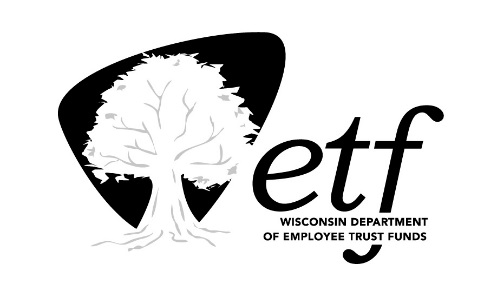 etf
WISCONSIN DEPARTMENT
OF EMPLOYEE TRUST FUNDS